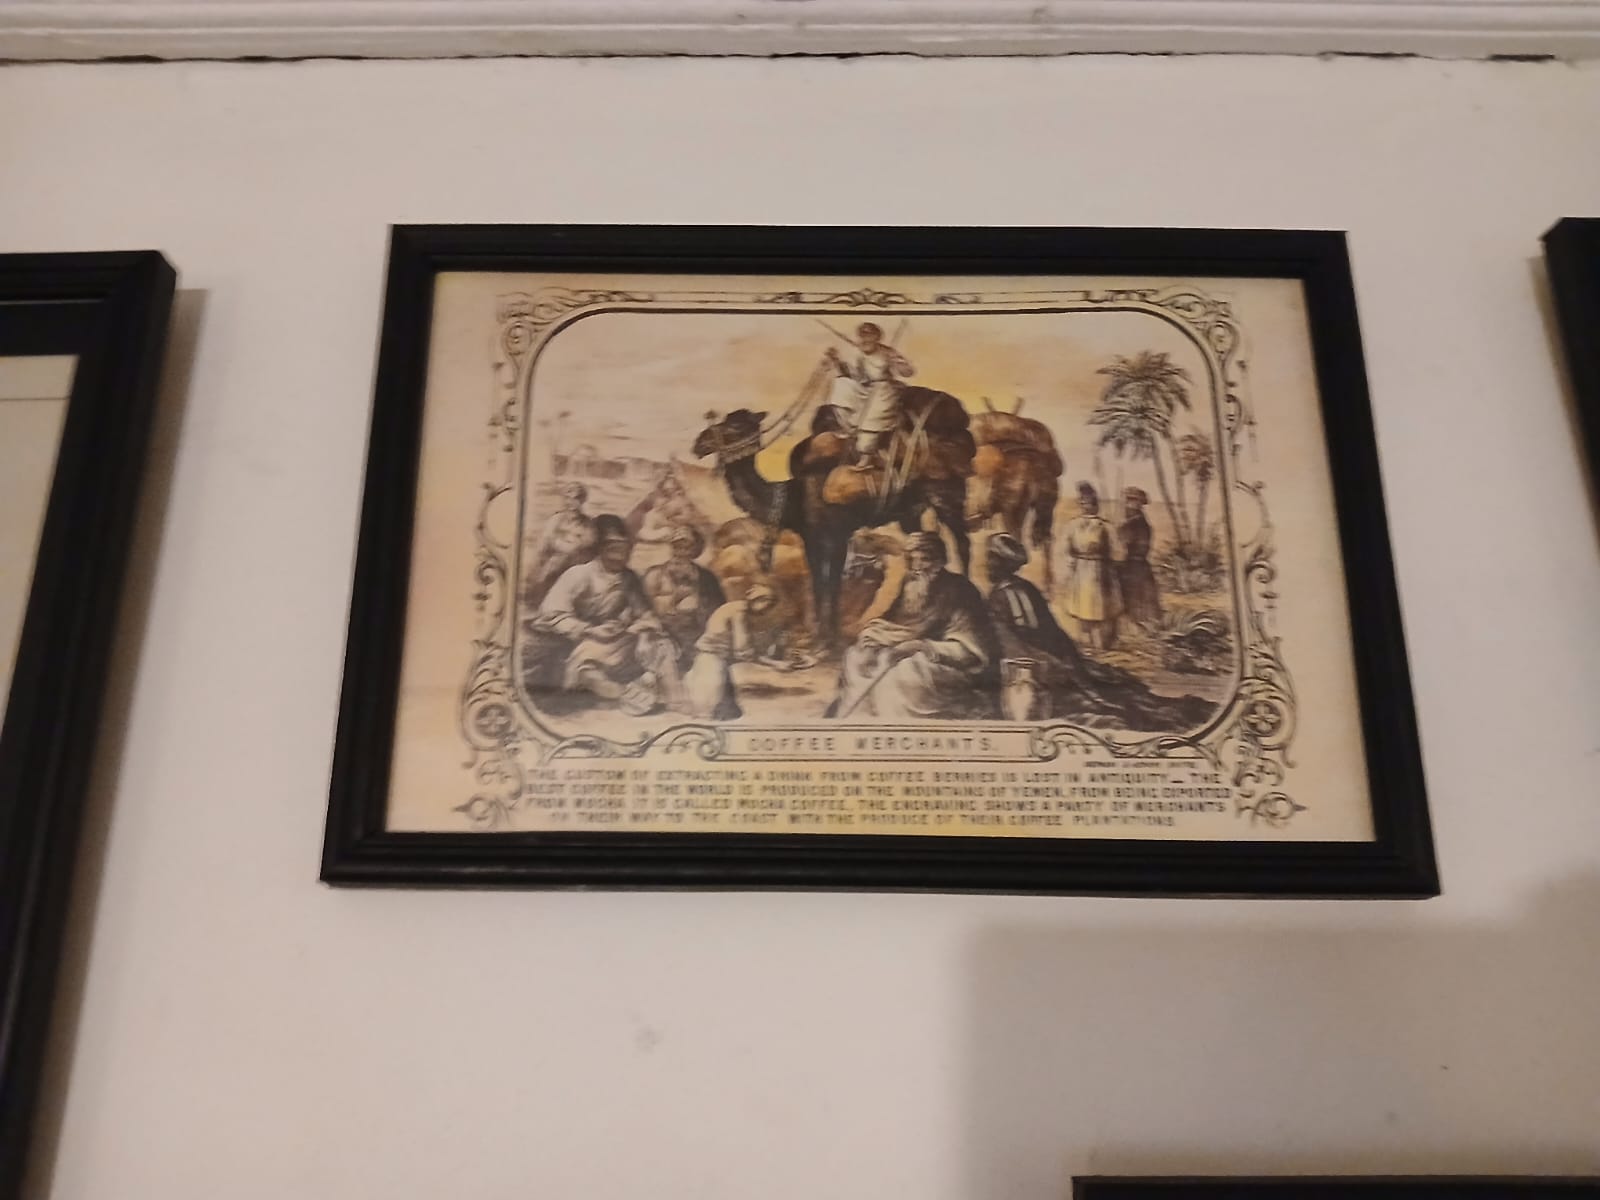 COFFEE MERCHANTS.
THE CUSTOM OF EXTRACTING A DRINK FROM COFFEE BERRIES IS LOST IN ANTIQUITY_ THE
BEST COFFEE IN THE WORLD IS PRODUCED ON THE MOUNTAINS OF YEMEN, FROM BEING EXPORTED
FROM MOCHA IT IS CALLED MOCHA COFFEE, THE ENGRAVING SHOWS A PARTY OF MERCHANTS
ON THEIR WAY TO THE COAST WITH THE PRODUCE OF THEIR COFFEE PLANTATIONS